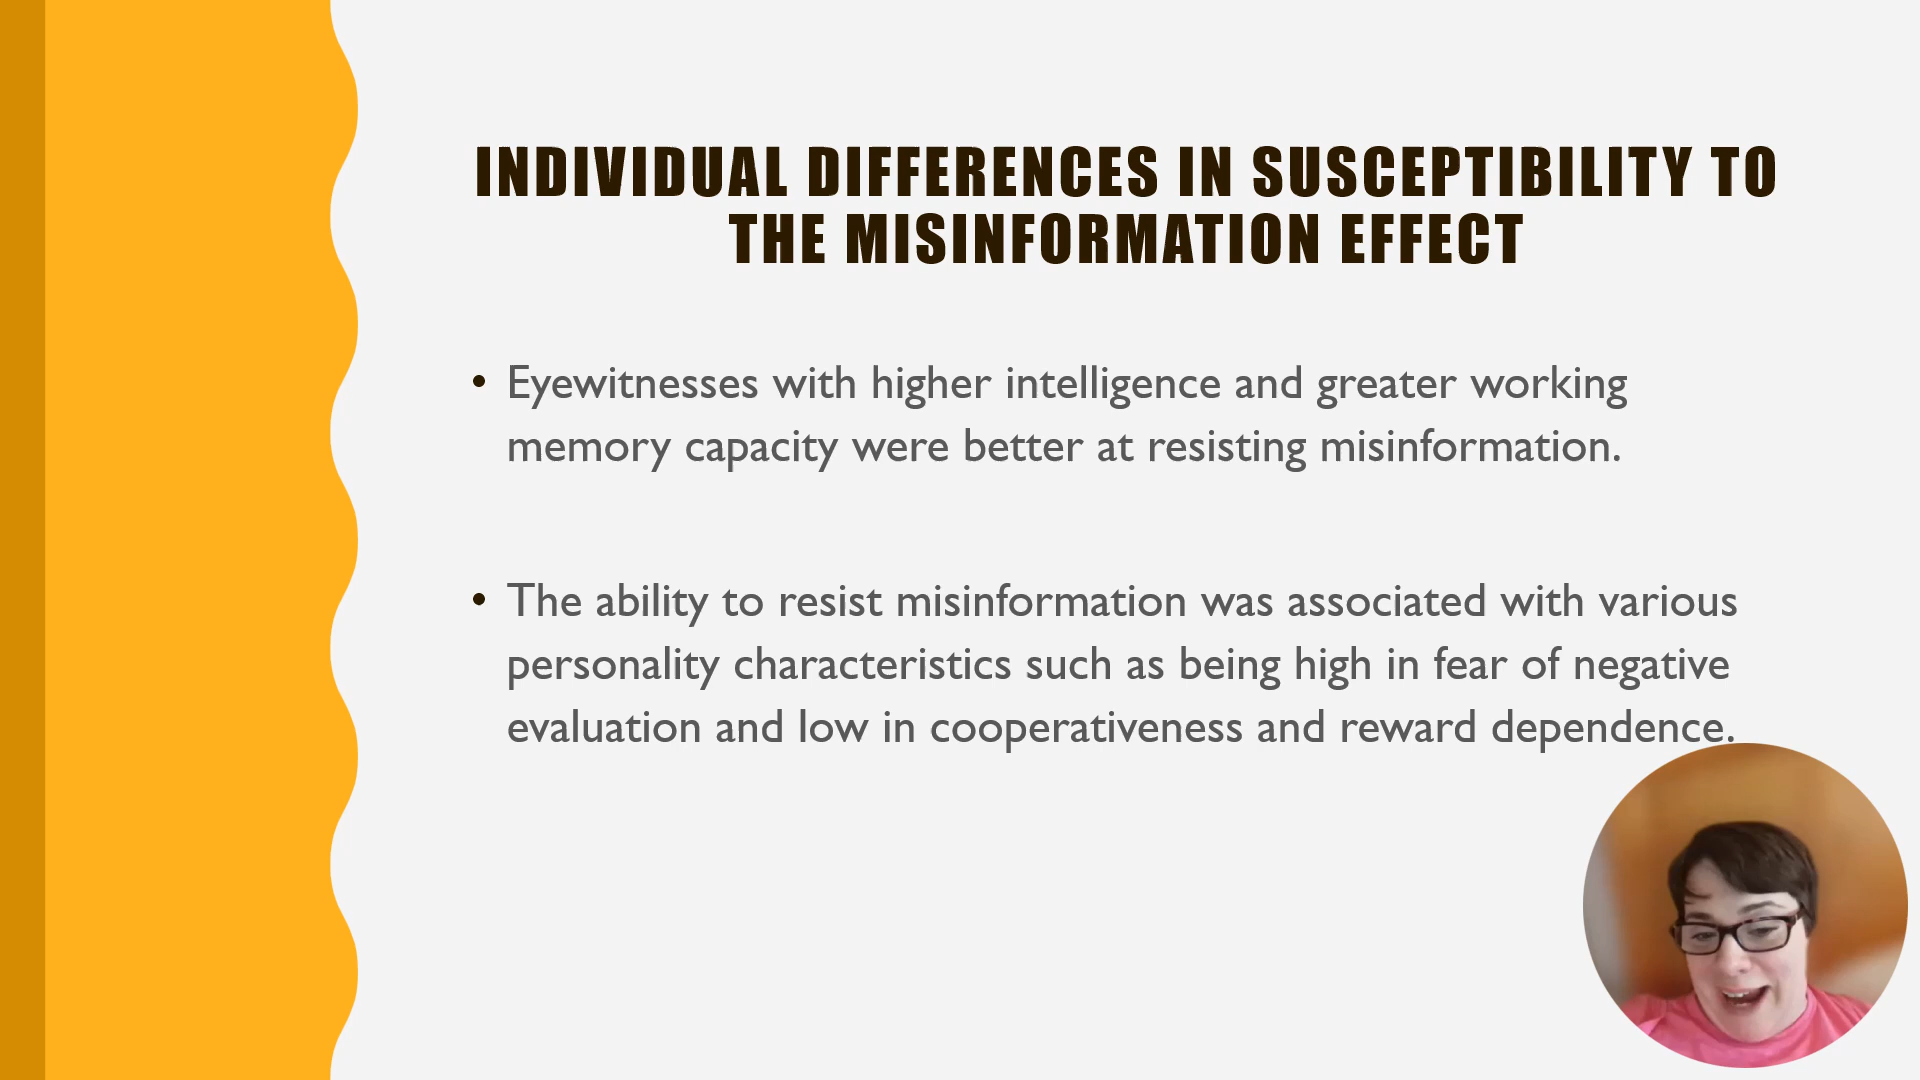 INDIVIDUAL DIFFERENCES IN SUSCEPTIBILITY TO
THE MISINFORMATION EFFECT
• Eyewitnesses with higher intelligence and greater working
memory capacity were better at resisting misinformation.
• The ability to resist misinformation was associated with various
personality characteristics such as being high in fear of negative
evaluation and low in cooperativeness and reward dependence.